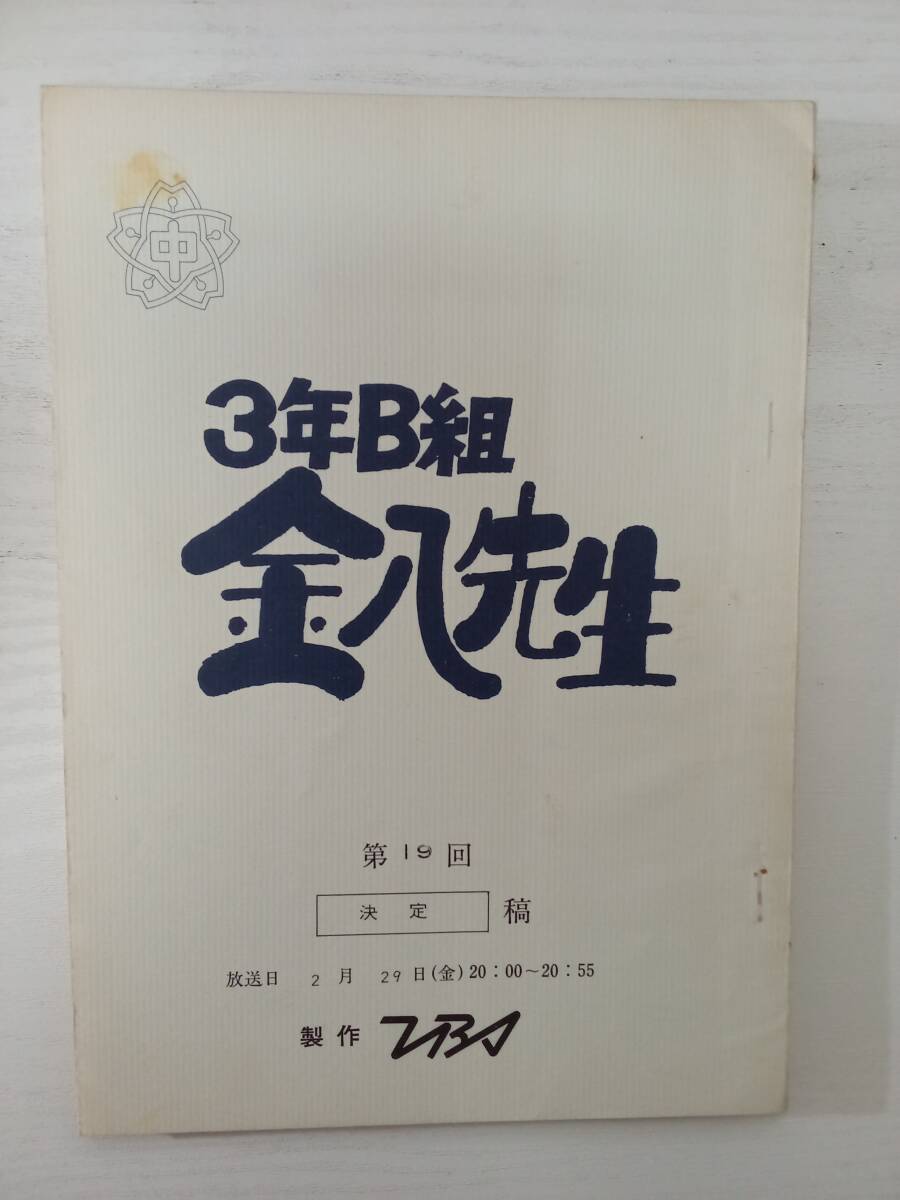 中
3年B組
金八先生
第19回
決定 稿
放送日 2月 29日(金)20:00～20:55
製作 TBS